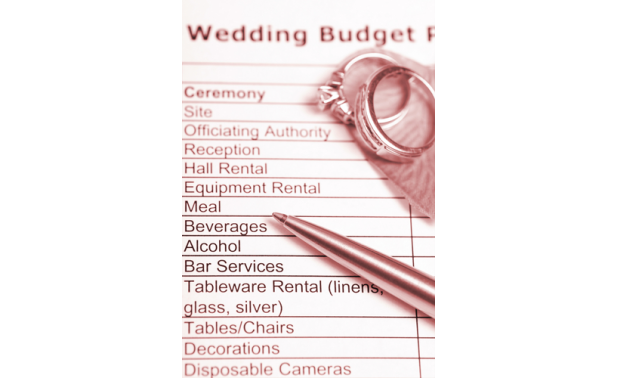 Wedding Budget
Ceremony
Site
Officiating Authority
Reception
Hall Rental
Equipment Rental
Meal
Beverages
Alcohol
Bar Services
Tableware Rental (linens,
glass, silver)
Tables/Chairs
Decorations
Disposable Cameras